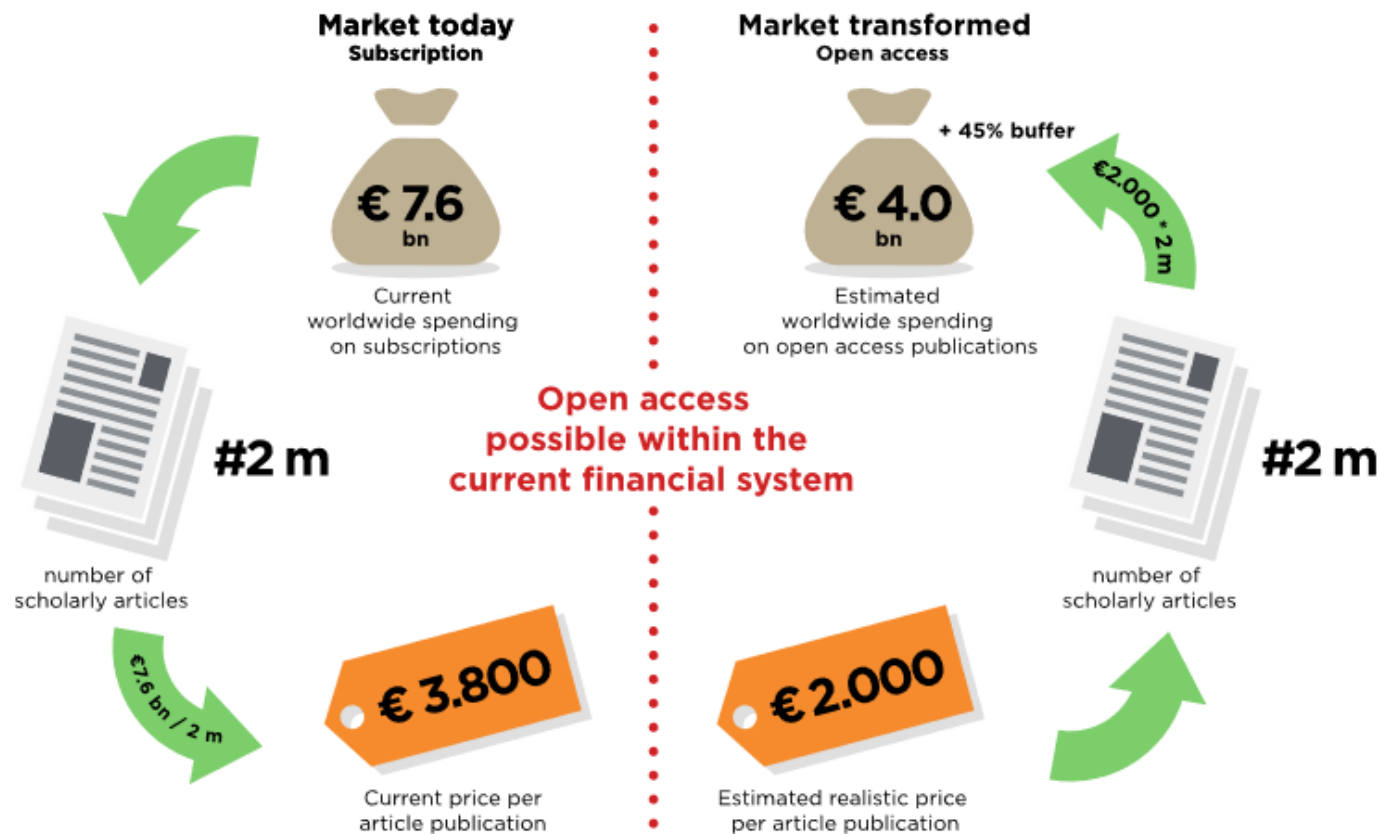 Market today
Subscription
€ 7.6
bn
Current
worldwide spending
on subscriptions
#2 m
number of
scholarly articles
€7.6 bn / 2 m
€ 3.800
Current price per
article publication
Open access
possible within the
current financial system
Market transformed
Open access
+ 45% buffer
€ 4.0
bn
Estimated
worldwide spending
on open access publications
€2.000 * 2 m
#2 m
number of
scholarly articles
€ 2.000
Estimated realistic price
per article publication